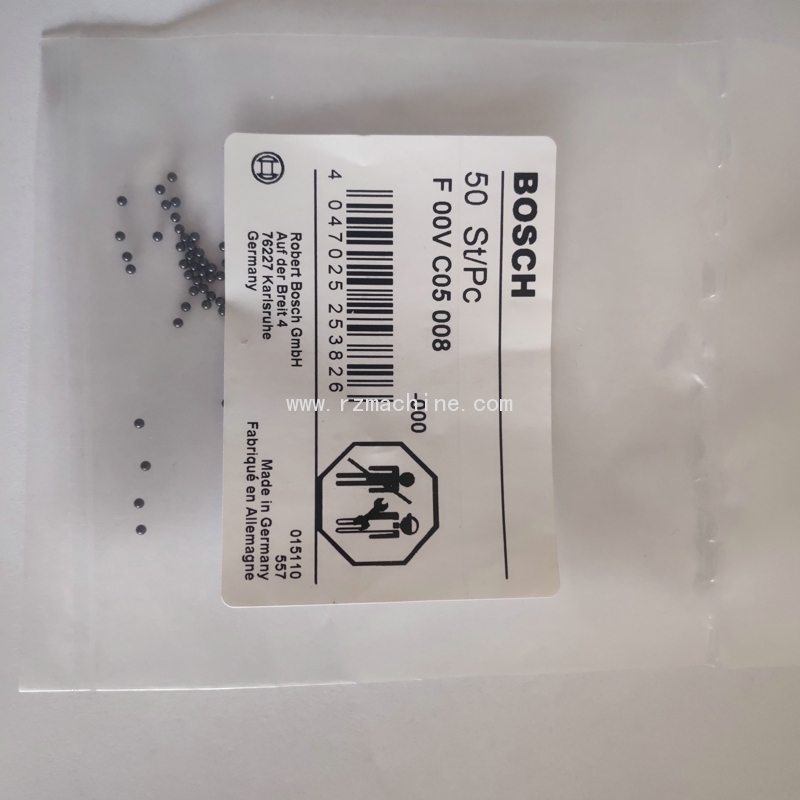 BOSCH
50 St/Pc
F 00V C05 008
-000
4 047025 253826
Robert Bosch GmbH
Auf der Breit 4
76227 Karlsruhe
Germany
015110
557
Made in Germany
Fabriqué en Allemagne
www.rzmachine.com